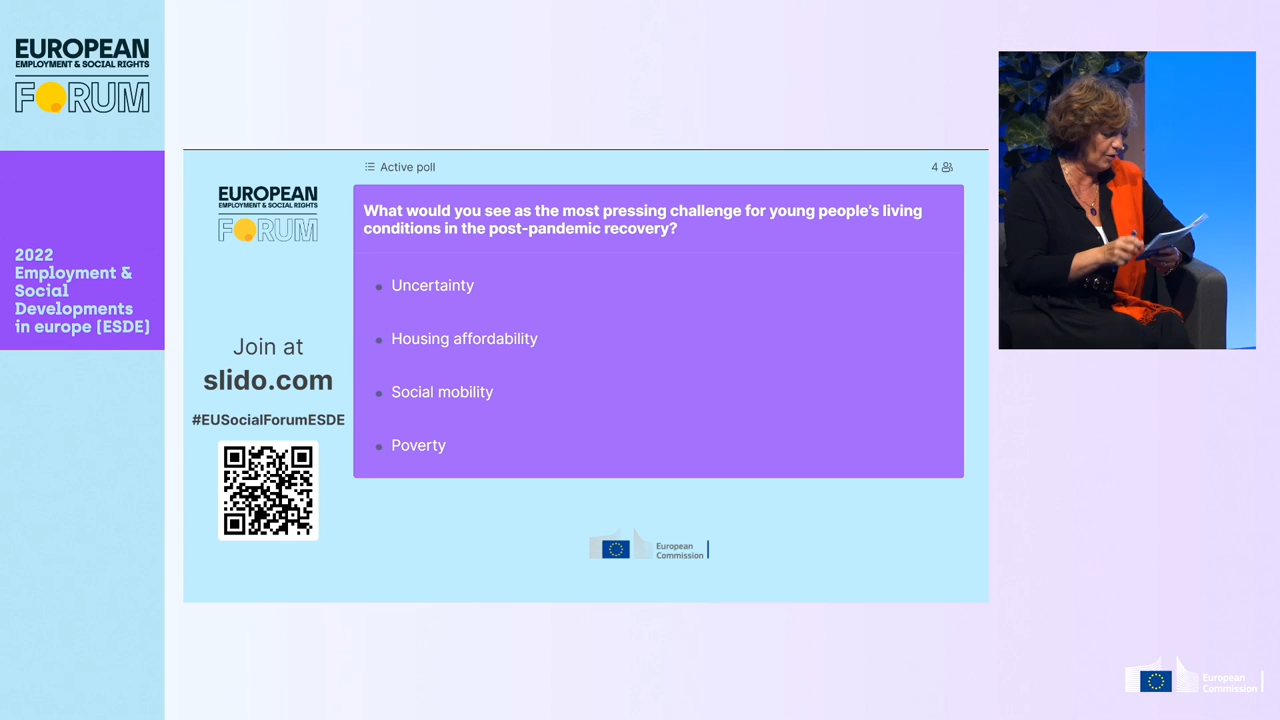 EUROPEAN
EMPLOYMENT & SOCIAL RIGHTS
FORUM
2022
Employment &
Social
Developments
in europe [ESDE]
Active poll
4
EUROPEAN
EMPLOYMENT & SOCIAL RIGHTS
FORUM
What would you see as the most pressing challenge for young people's living
conditions in the post-pandemic recovery?
Uncertainty
Housing affordability
Social mobility
Poverty
Join at
slido.com
#EUSocialForumESDE
European
Commission
European
Commission